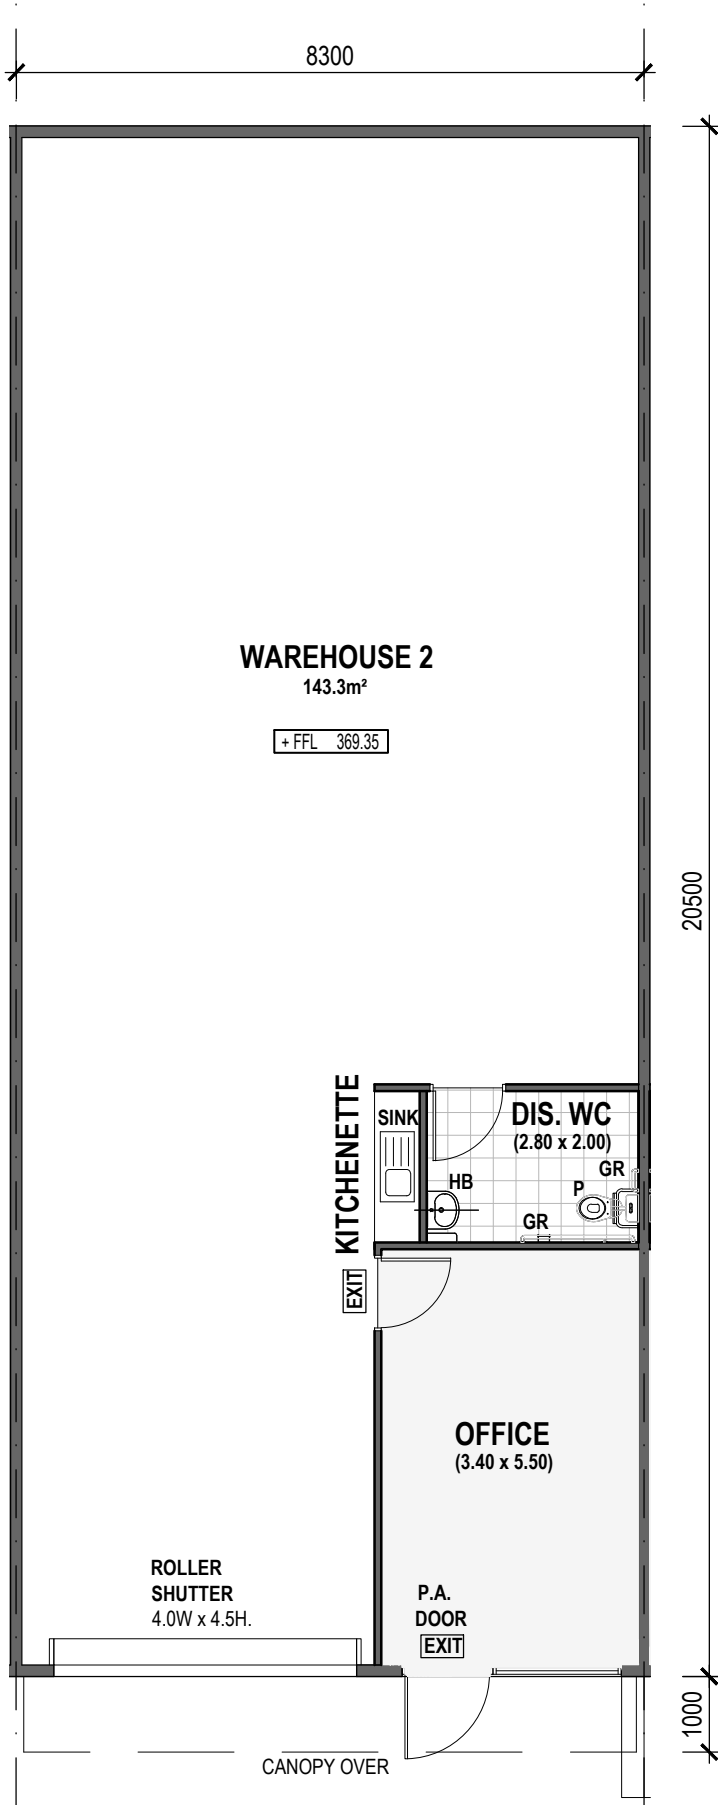 8300
WAREHOUSE 2
143.3m²
+ FFL 369.35
20500
KITCHENETTE
SINK
DIS. WC
(2.80 x 2.00)
GR
HB
P
GR
EXIT
OFFICE
(3.40 x 5.50)
ROLLER
SHUTTER
4.0W x 4.5H.
P.A.
DOOR
EXIT
1000
CANOPY OVER